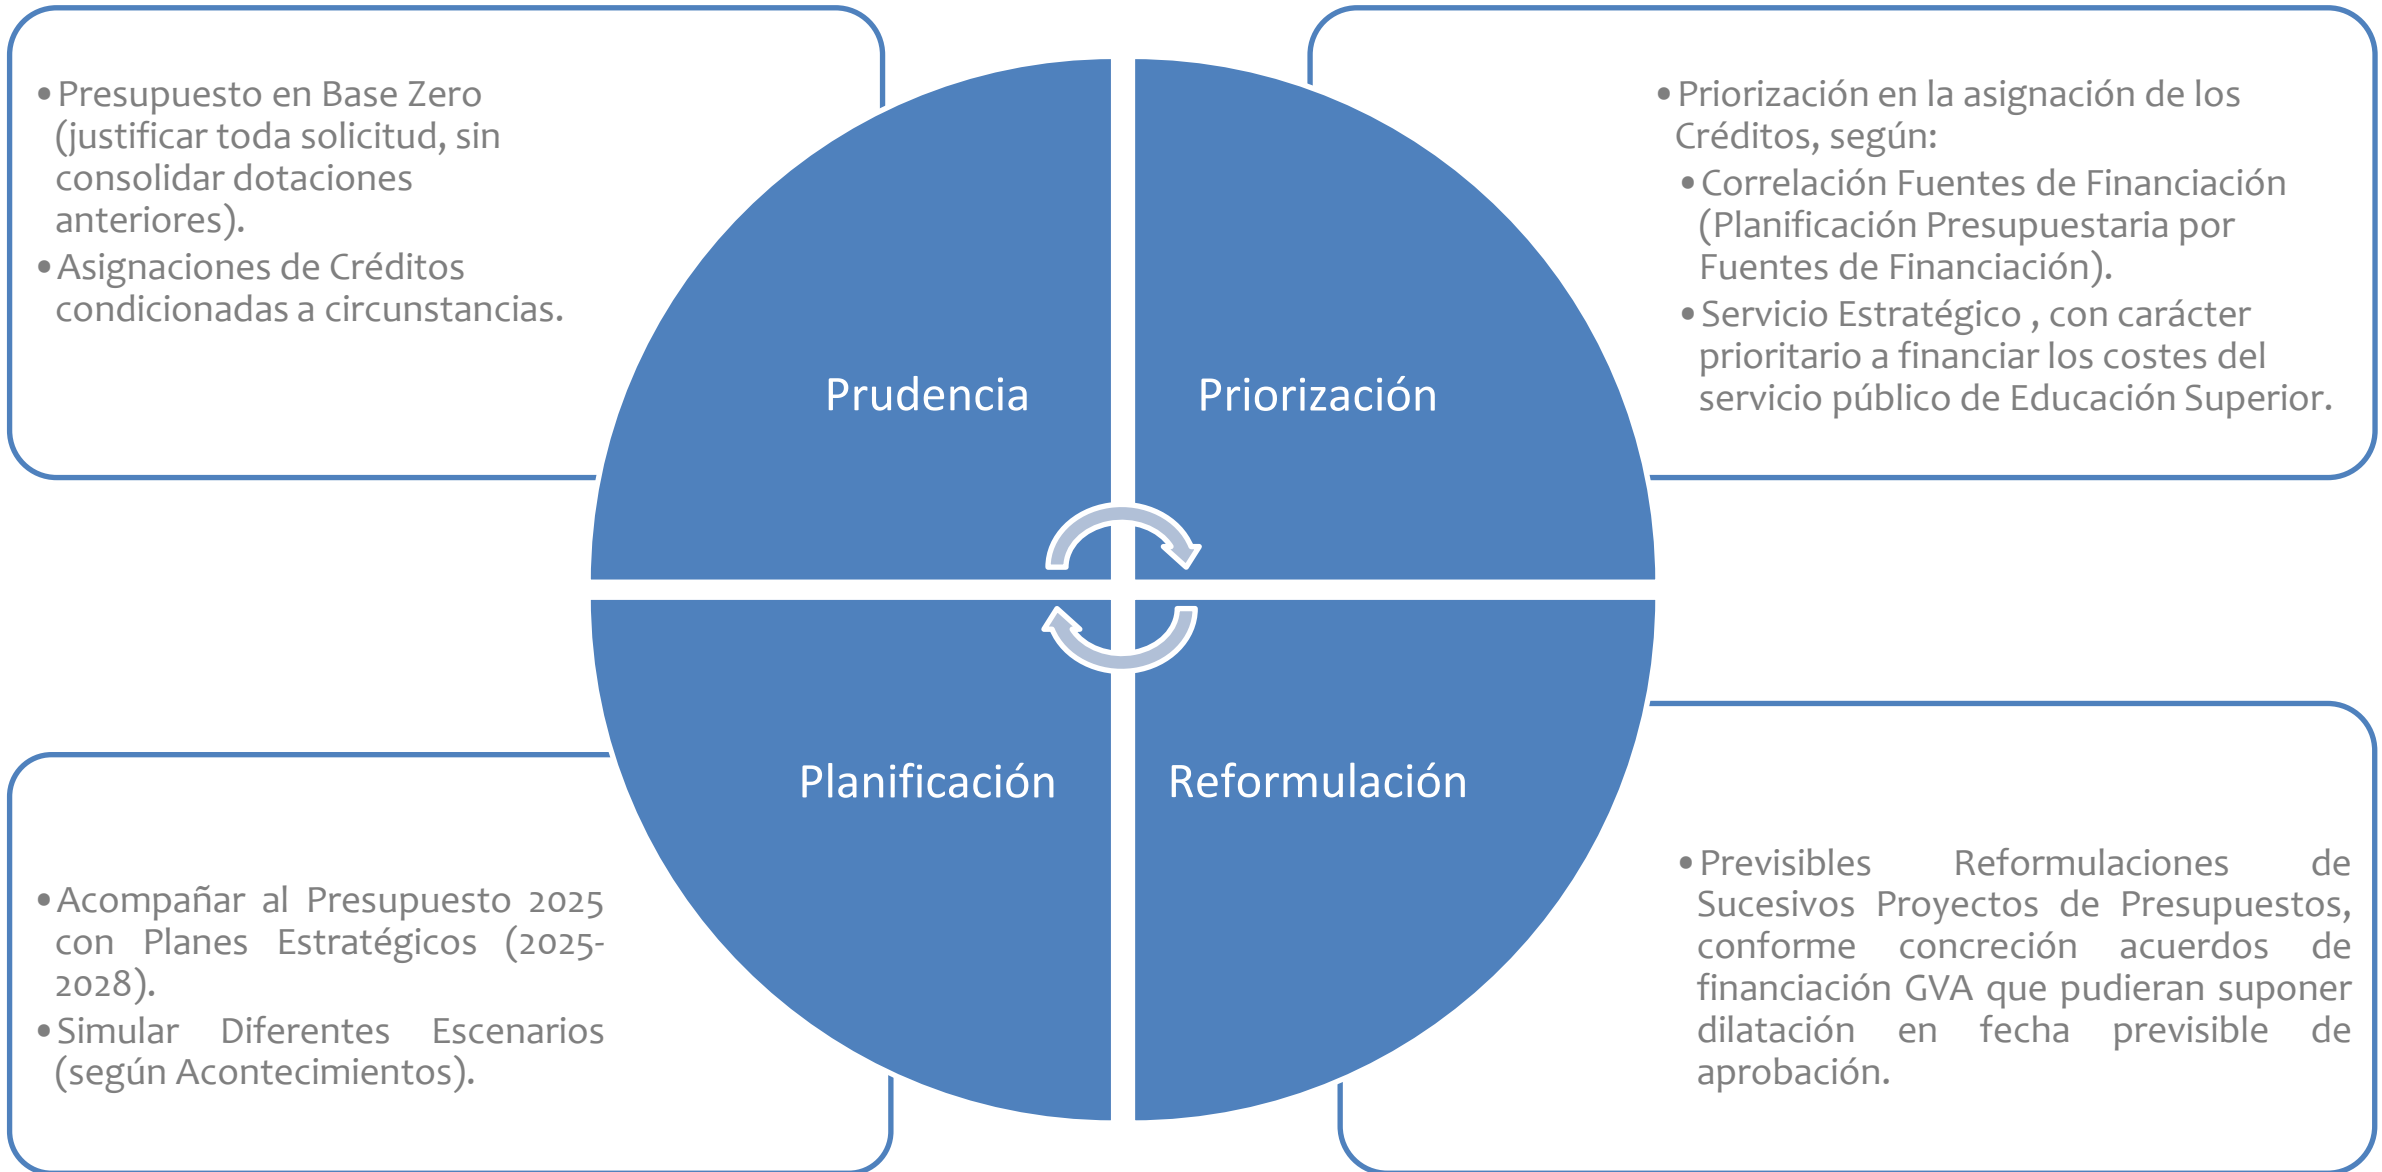 •Presupuesto en Base Zero
(justificar toda solicitud, sin
consolidar dotaciones
anteriores).
•Asignaciones de Créditos
condicionadas a circunstancias.
Prudencia
Priorización
•Priorización en la asignación de los
Créditos, según:
•Correlación Fuentes de Financiación
(Planificación Presupuestaria por
Fuentes de Financiación).
•Servicio Estratégico , con carácter
prioritario a financiar los costes del
servicio público de Educación Superior.
Planificación
Reformulación
•Acompañar al Presupuesto 2025
con Planes Estratégicos (2025-
2028).
•Simular Diferentes Escenarios
(según Acontecimientos).
•Previsibles Reformulaciones de
Sucesivos Proyectos de Presupuestos,
conforme concreción acuerdos de
financiación GVA que pudieran suponer
dilatación en fecha previsible de
aprobación.